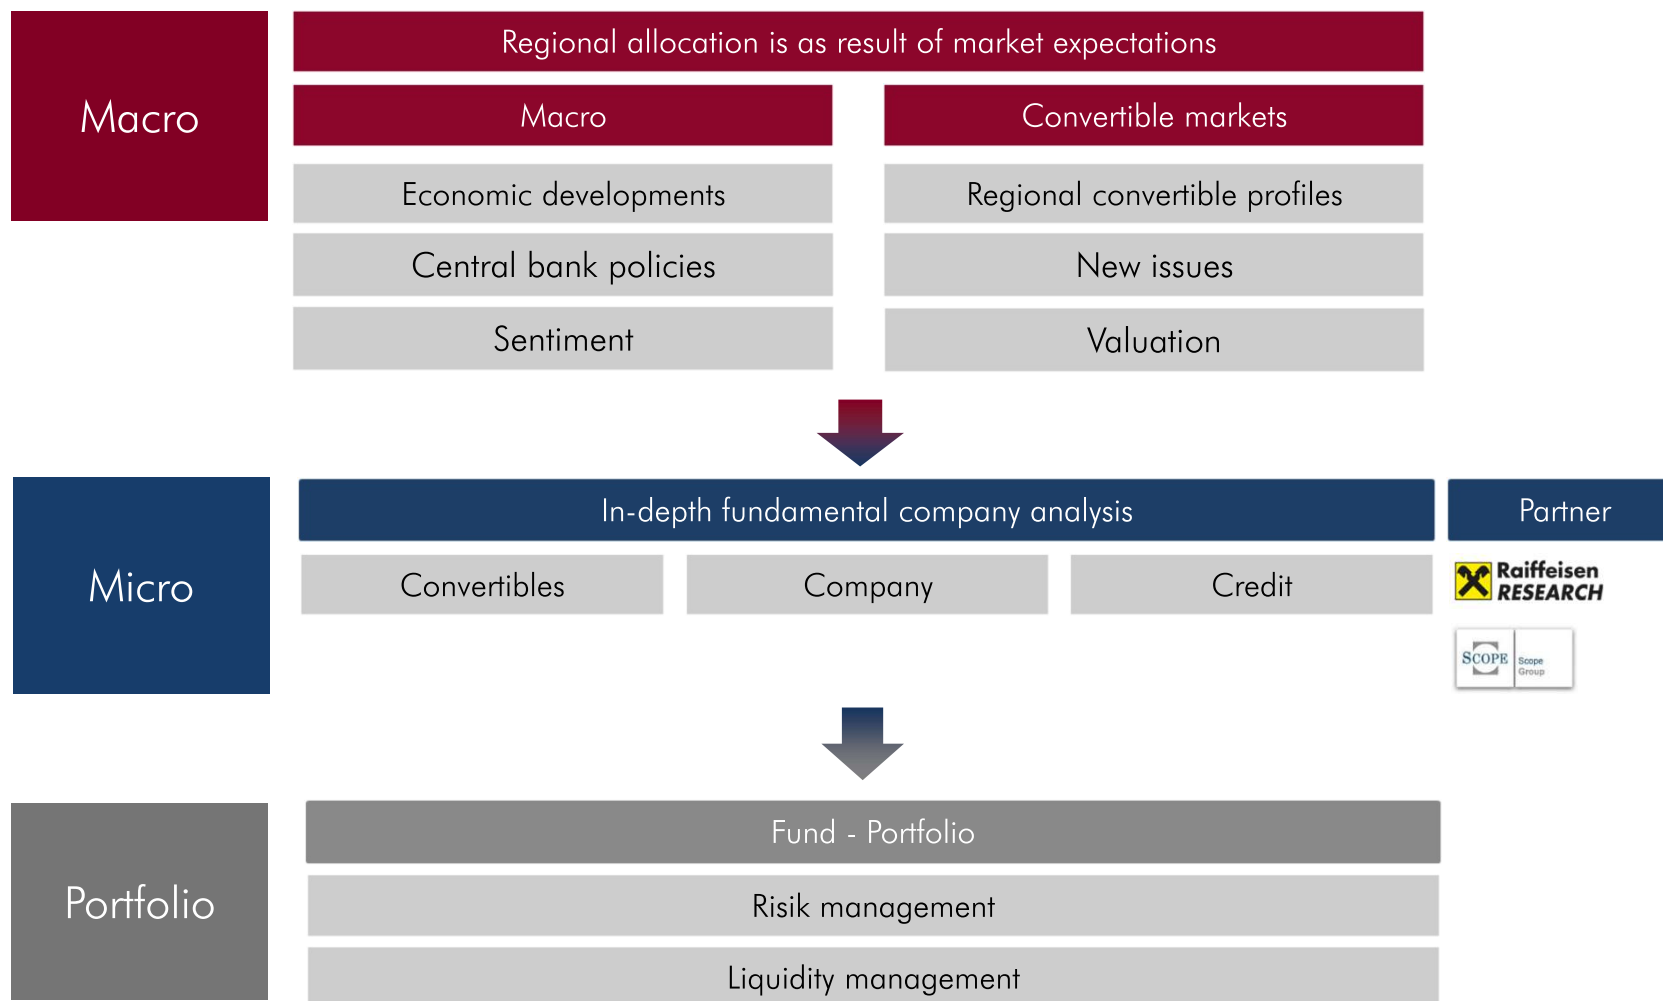 Macro
Regional allocation is as result of market expectations
Macro
Convertible markets
Economic developments
Regional convertible profiles
Central bank policies
New issues
Sentiment
Valuation
Micro
In-depth fundamental company analysis
Partner
Convertibles
Company
Credit
Raiffeisen
RESEARCH
SCOPE
Scope
Group
Portfolio
Fund - Portfolio
Risik management
Liquidity management